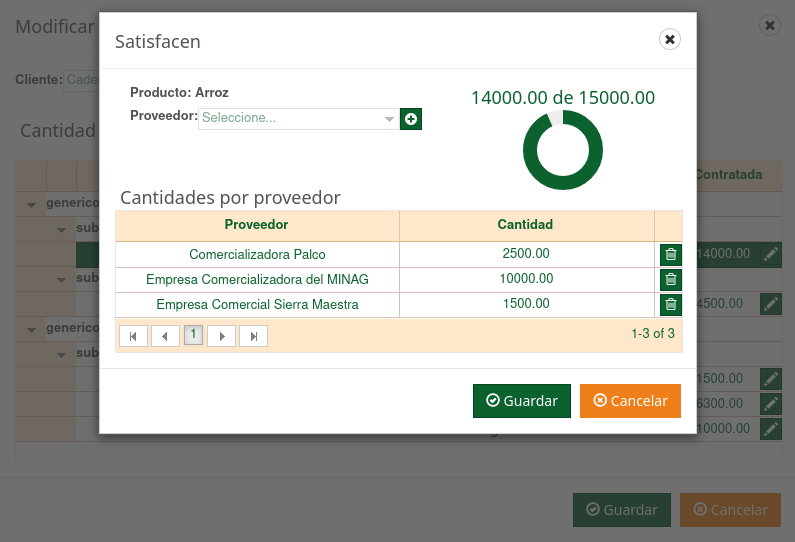 Modificar
Satisfacen
Cliente: Cade
Producto: Arroz
Proveedor: Seleccione...
14000.00 de 15000.00
Cantidad
Contratada
Cantidades por proveedor
generico
Proveedor Cantidad
sub
Comercializadora Palco 2500.00
14000.00
Empresa Comercializadora del MINAG 10000.00
sub
Empresa Comercial Sierra Maestra 1500.00
4500.00
generico
1 1-3 of 3
sub
1500.00
Guardar Cancelar
6300.00
10000.00
Guardar Cancelar